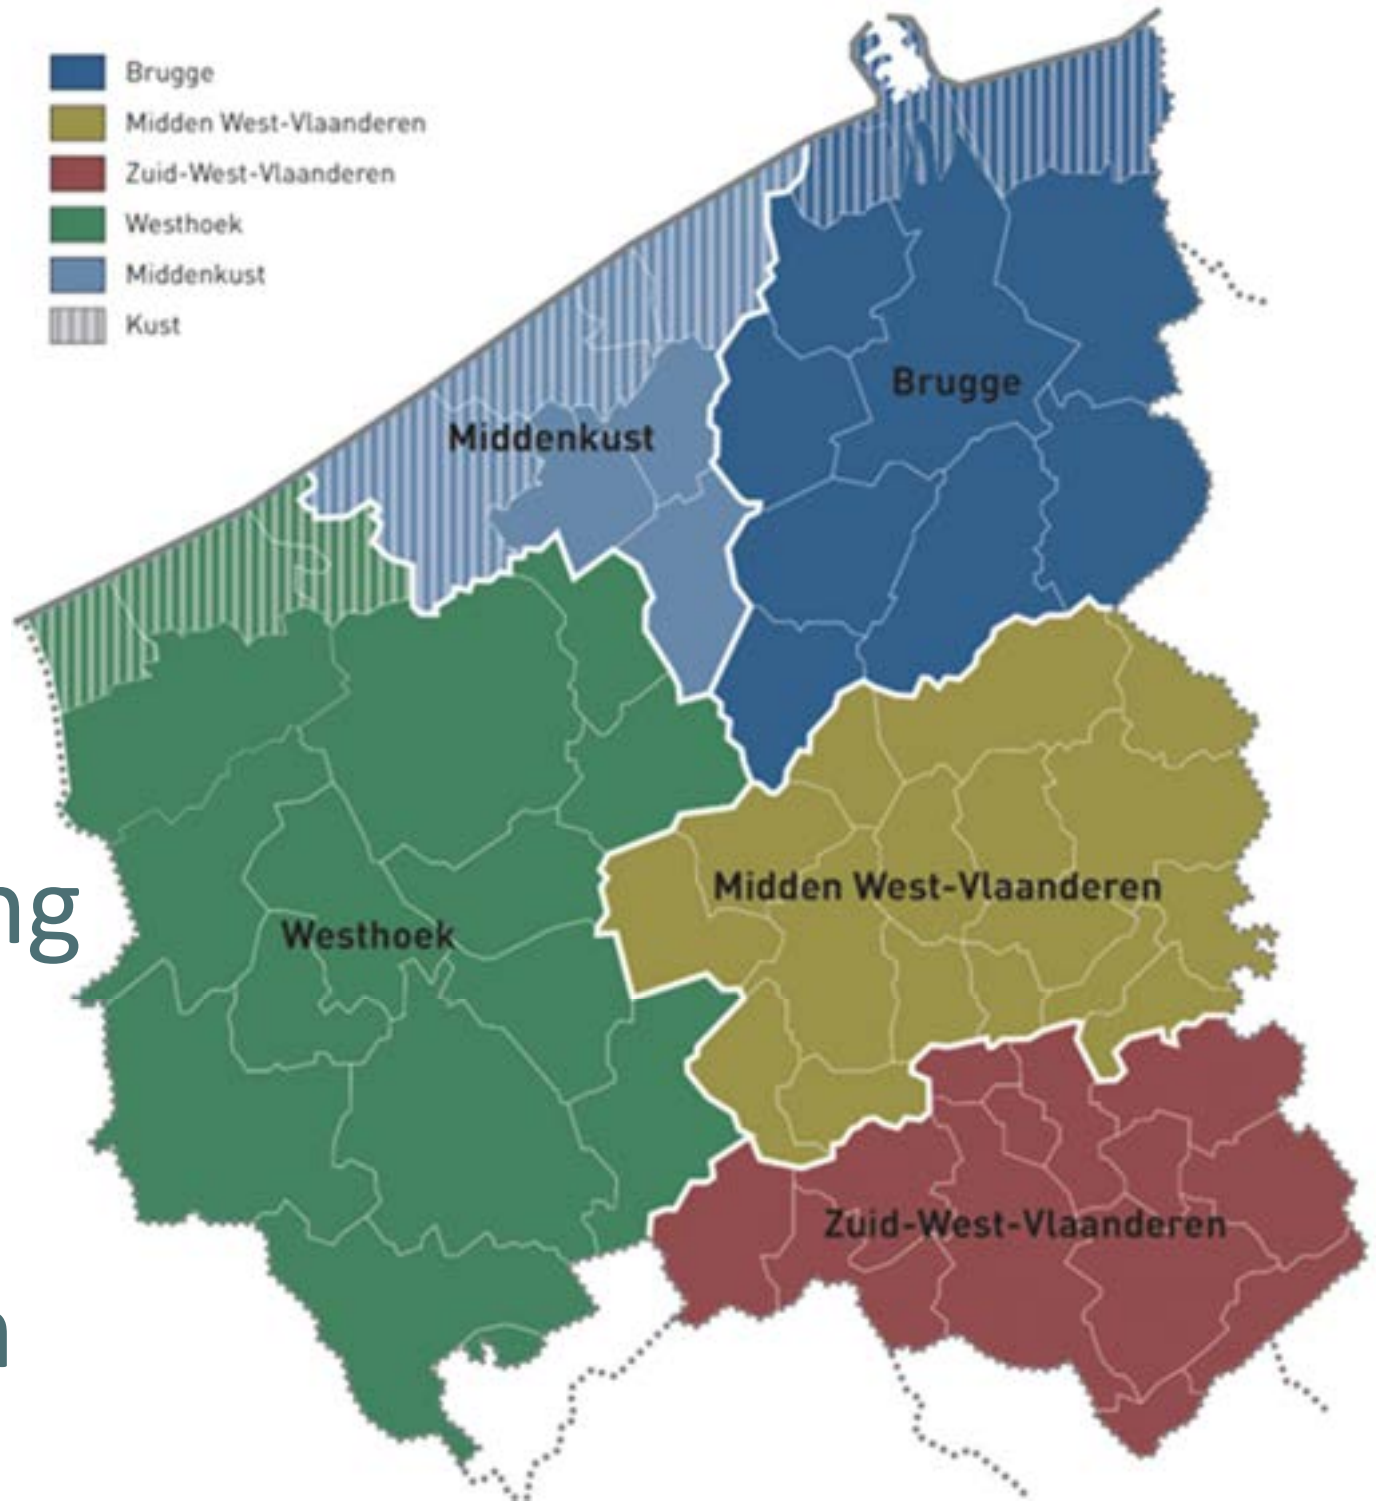 Brugge
Midden West-Vlaanderen
Zuid-West-Vlaanderen
Westhoek
Middenkust
Kust
Brugge
Middenkust
Midden West-Vlaanderen
ng
Westhoek
Zuid-West-Vlaanderen
n